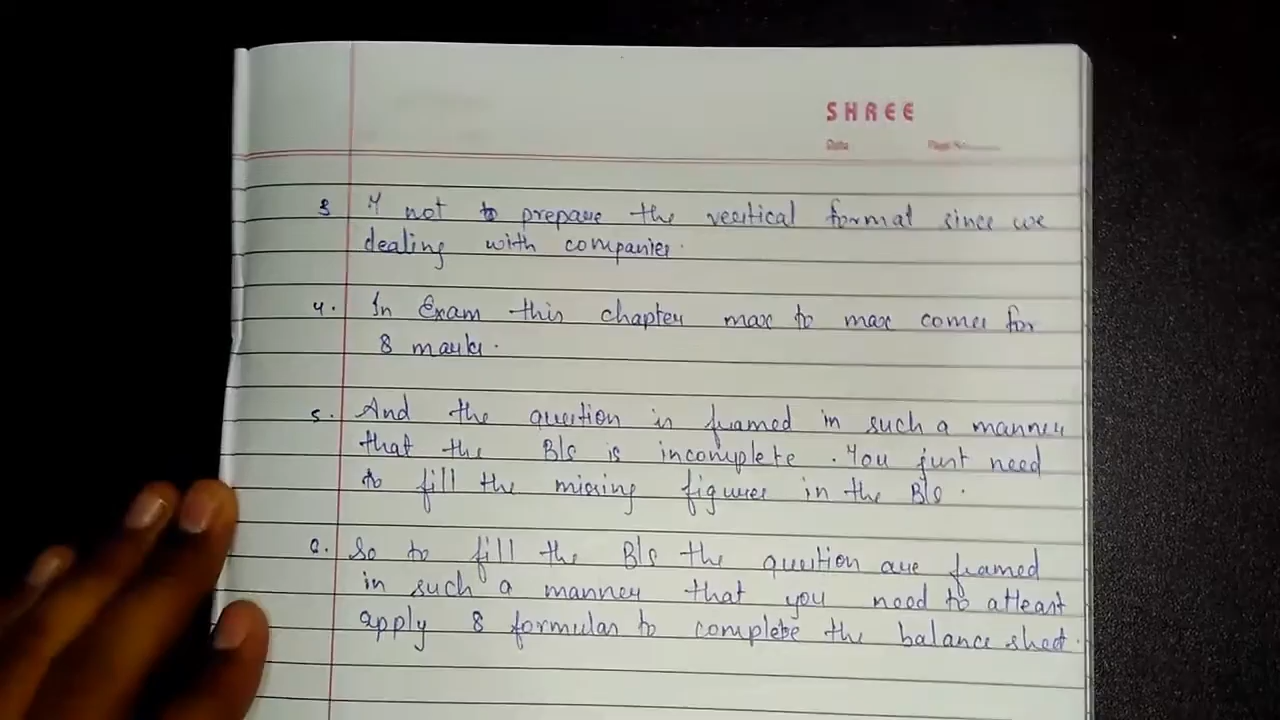 SHREE
Date
Page No.
3 Y not to prepare the vertical format since we
dealing with companies.
4. In Exam this chapter max to max comes for
8 marks.
5. And the question is framed in such a manner
that the B/s is incomplete . You just need
to fill the missing figures in the B/s .
6. So to fill the B/s the question are framed
in such a manner that you need to atleast
apply 8 formulas to complete the balance sheet.